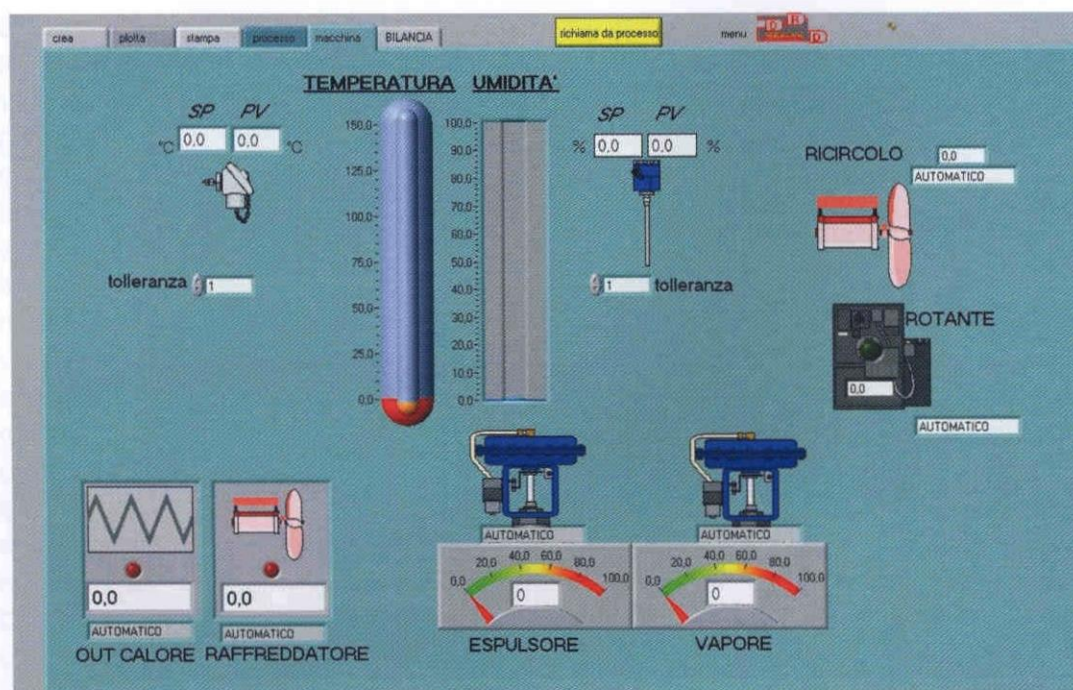 crea plotta stampa processo macchina BILANCIA richiama da processo menu
TEMPERATURA UMIDITA'
SP PV
°C 0.0 0.0 °C
150,0
125,0
100,0
75,0
50,0
25,0
0,0
100,0
90,0
80,0
70,0
60,0
50,0
40,0
30,0
20,0
10,0
0,0
SP PV
% 0.0 0.0 %
tolleranza 1
1 tolleranza
RICIRCOLO 0,0
AUTOMATICO
ROTANTE
0,0
AUTOMATICO
0,0
AUTOMATICO
OUT CALORE
0,0
AUTOMATICO
RAFFREDDATORE
AUTOMATICO
0,0 20,0 40,0 60,0 80,0 100,0
0
ESPULSORE
AUTOMATICO
0,0 20,0 40,0 60,0 80,0 100,0
0
VAPORE